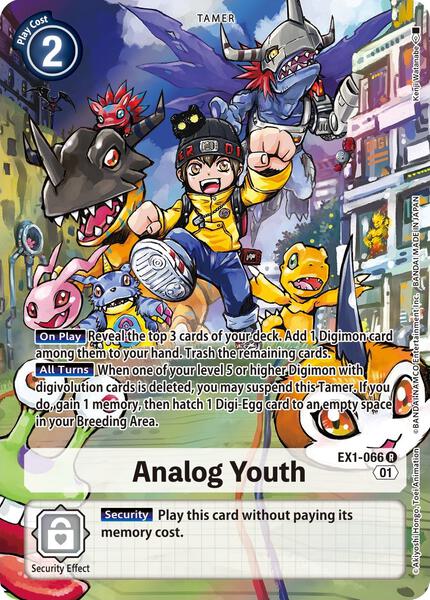 Play Cost
2
TAMER
Kenji Watanabe
ERDI
On Play Reveal the top 3 cards of your deck. Add 1 Digimon card
among them to your hand. Trash the remaining cards.
All Turns When one of your level 5 or higher Digimon with
digivolution cards is deleted, you may suspend this Tamer. If you
do, gain 1 memory, then hatch 1 Digi-Egg card to an empty space
in your Breeding Area.
©Akiyoshi Hongo, Toei Animation ©BANDAI NAMCO Entertainment Inc. BANDAI MADE IN JAPAN
EX1-066 R
Analog Youth
01
Security Play this card without paying its
memory cost.
Security Effect